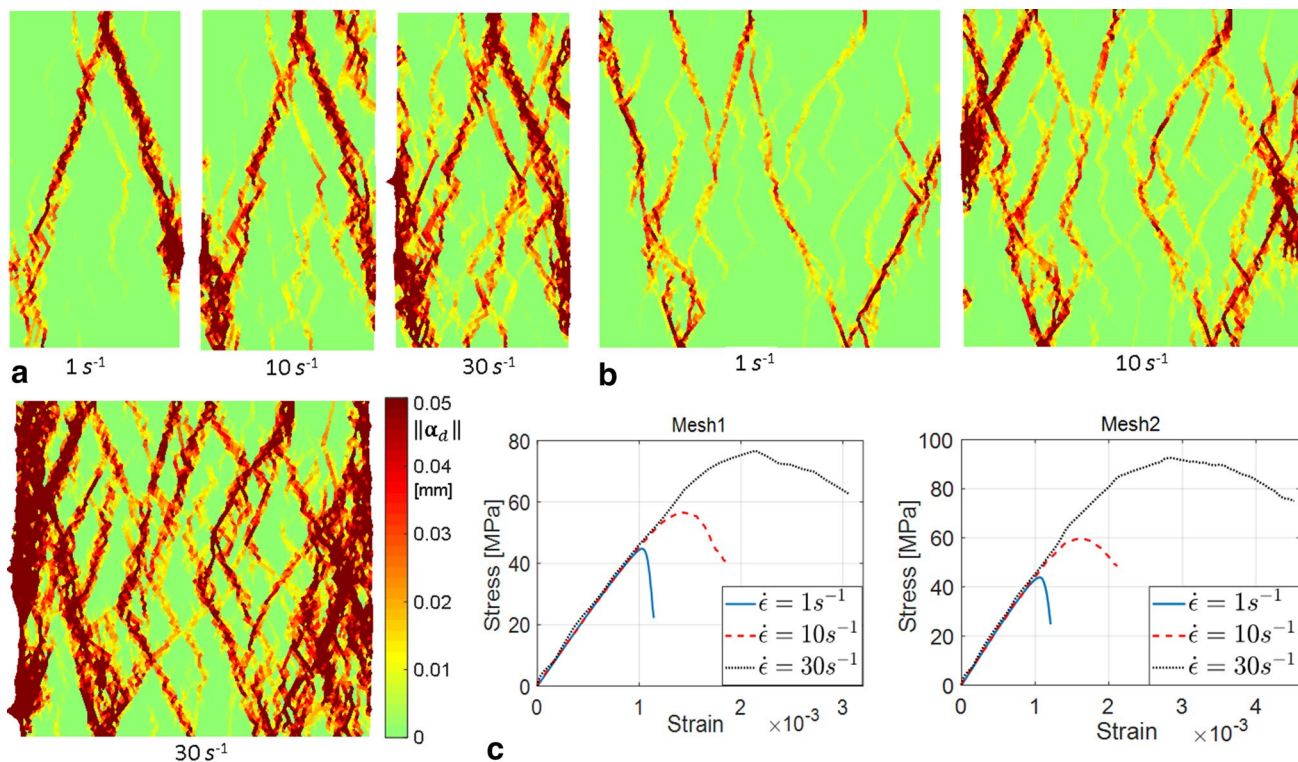 1 s⁻¹
10 s⁻¹
30 s⁻¹
a
b
1 s⁻¹
10 s⁻¹
0.05
‖α_d‖
0.04
[mm]
0.03
0.02
0.01
0
30 s⁻¹
c
Mesh1
80
60
40
20
0
Stress [MPa]
ϵ̇ = 1s⁻¹
ϵ̇ = 10s⁻¹
ϵ̇ = 30s⁻¹
0 1 2 3
Strain ×10⁻³
Mesh2
100
80
60
40
20
0
Stress [MPa]
ϵ̇ = 1s⁻¹
ϵ̇ = 10s⁻¹
ϵ̇ = 30s⁻¹
0 1 2 3 4
Strain ×10⁻³